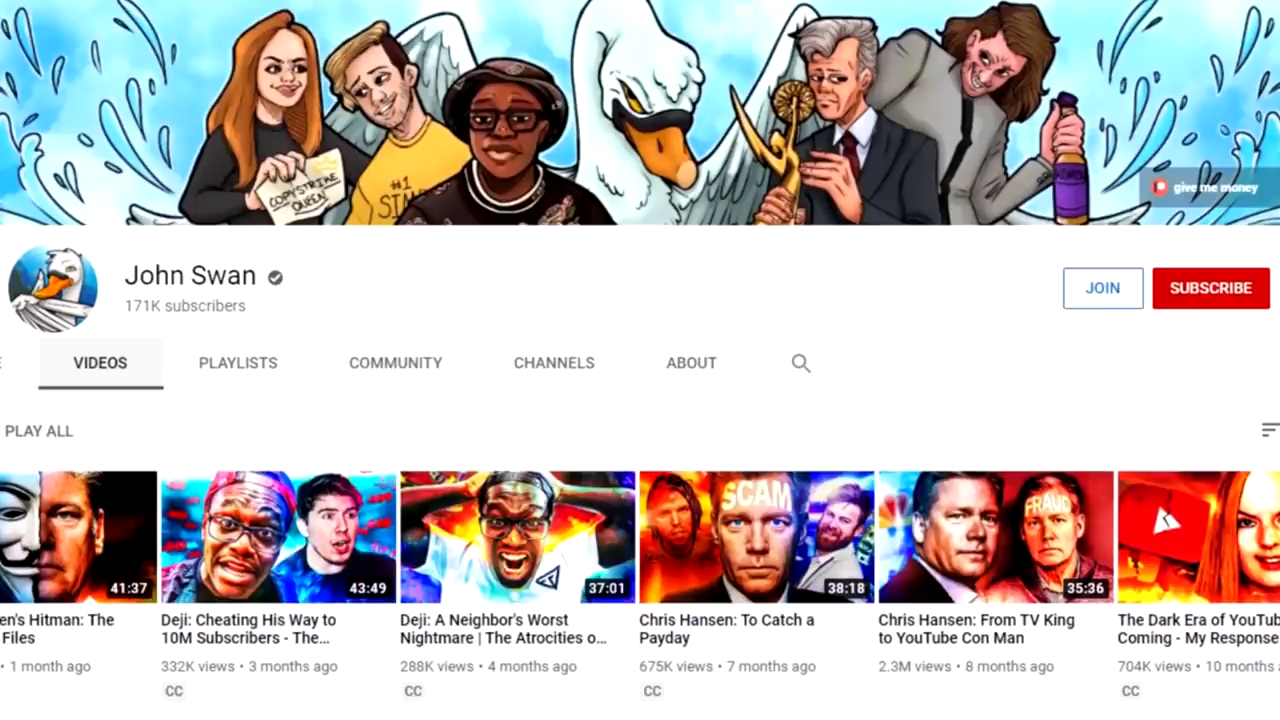 COPYSTRIKE
QUEEN
#1
give me money
John Swan
171K subscribers
JOIN
SUBSCRIBE
E
VIDEOS
PLAYLISTS
COMMUNITY
CHANNELS
ABOUT
PLAY ALL
SCAM
FRAUD
41:37
43:49
37:01
38:18
35:36
en's Hitman: The
Files
• 1 month ago
Deji: Cheating His Way to
10M Subscribers - The...
332K views • 3 months ago
CC
Deji: A Neighbor's Worst
Nightmare | The Atrocities o...
288K views • 4 months ago
CC
Chris Hansen: To Catch a
Payday
675K views • 7 months ago
CC
Chris Hansen: From TV King
to YouTube Con Man
2.3M views • 8 months ago
The Dark Era of YouTub
Coming - My Response
704K views • 10 months
CC